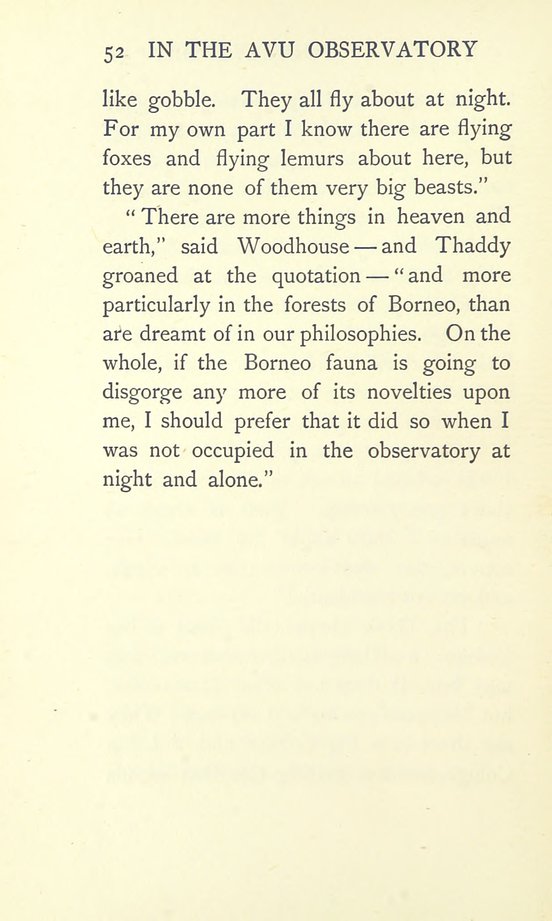 52 IN THE AVU OBSERVATORY
like gobble. They all fly about at night.
For my own part I know there are flying
foxes and flying lemurs about here, but
they are none of them very big beasts.”
“ There are more things in heaven and
earth,” said Woodhouse — and Thaddy
groaned at the quotation — “ and more
particularly in the forests of Borneo, than
are dreamt of in our philosophies. On the
whole, if the Borneo fauna is going to
disgorge any more of its novelties upon
me, I should prefer that it did so when I
was not occupied in the observatory at
night and alone.”